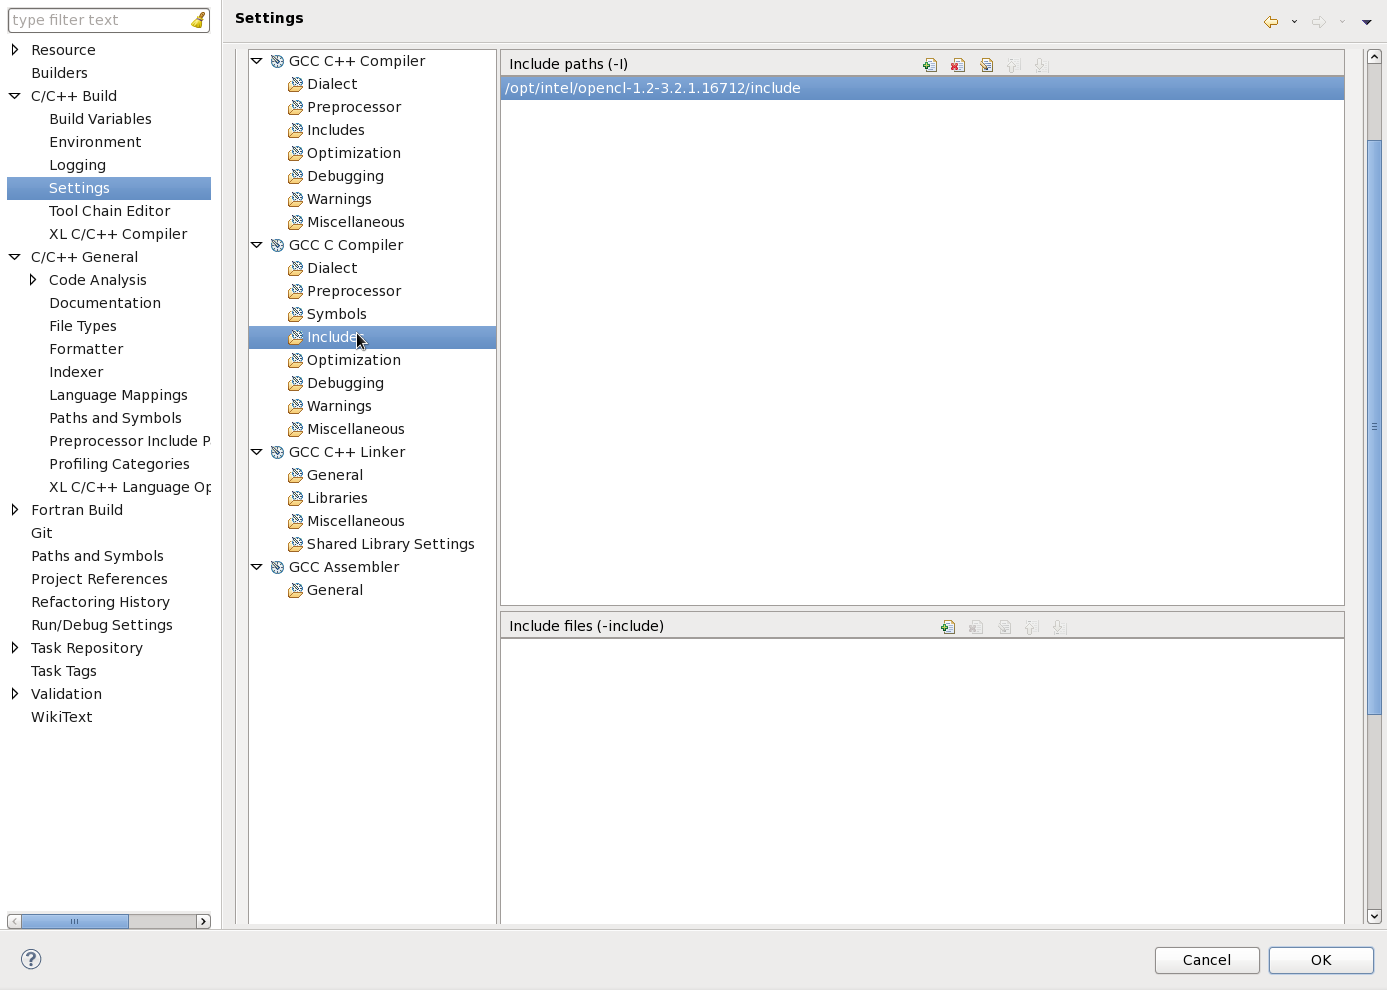 type filter text
Resource
Builders
C/C++ Build
Build Variables
Environment
Logging
Settings
Tool Chain Editor
XL C/C++ Compiler
C/C++ General
Code Analysis
Documentation
File Types
Formatter
Indexer
Language Mappings
Paths and Symbols
Preprocessor Include P
Profiling Categories
XL C/C++ Language Op
Fortran Build
Git
Paths and Symbols
Project References
Refactoring History
Run/Debug Settings
Task Repository
Task Tags
Validation
WikiText
Settings
GCC C++ Compiler
Dialect
Preprocessor
Includes
Optimization
Debugging
Warnings
Miscellaneous
GCC C Compiler
Dialect
Preprocessor
Symbols
Includes
Optimization
Debugging
Warnings
Miscellaneous
GCC C++ Linker
General
Libraries
Miscellaneous
Shared Library Settings
GCC Assembler
General
Include paths (-I)
/opt/intel/opencl-1.2-3.2.1.16712/include
Include files (-include)
Cancel
OK